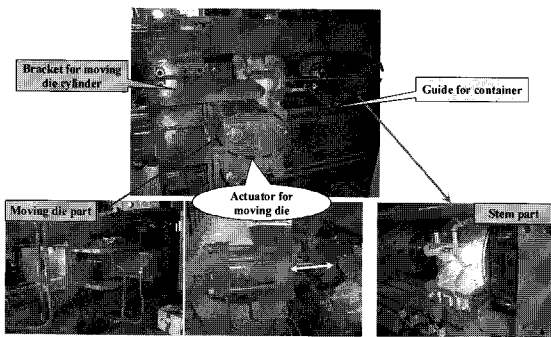 Bracket for moving
die cylinder
Guide for container
Actuator for
moving die
Moving die part
Stem part